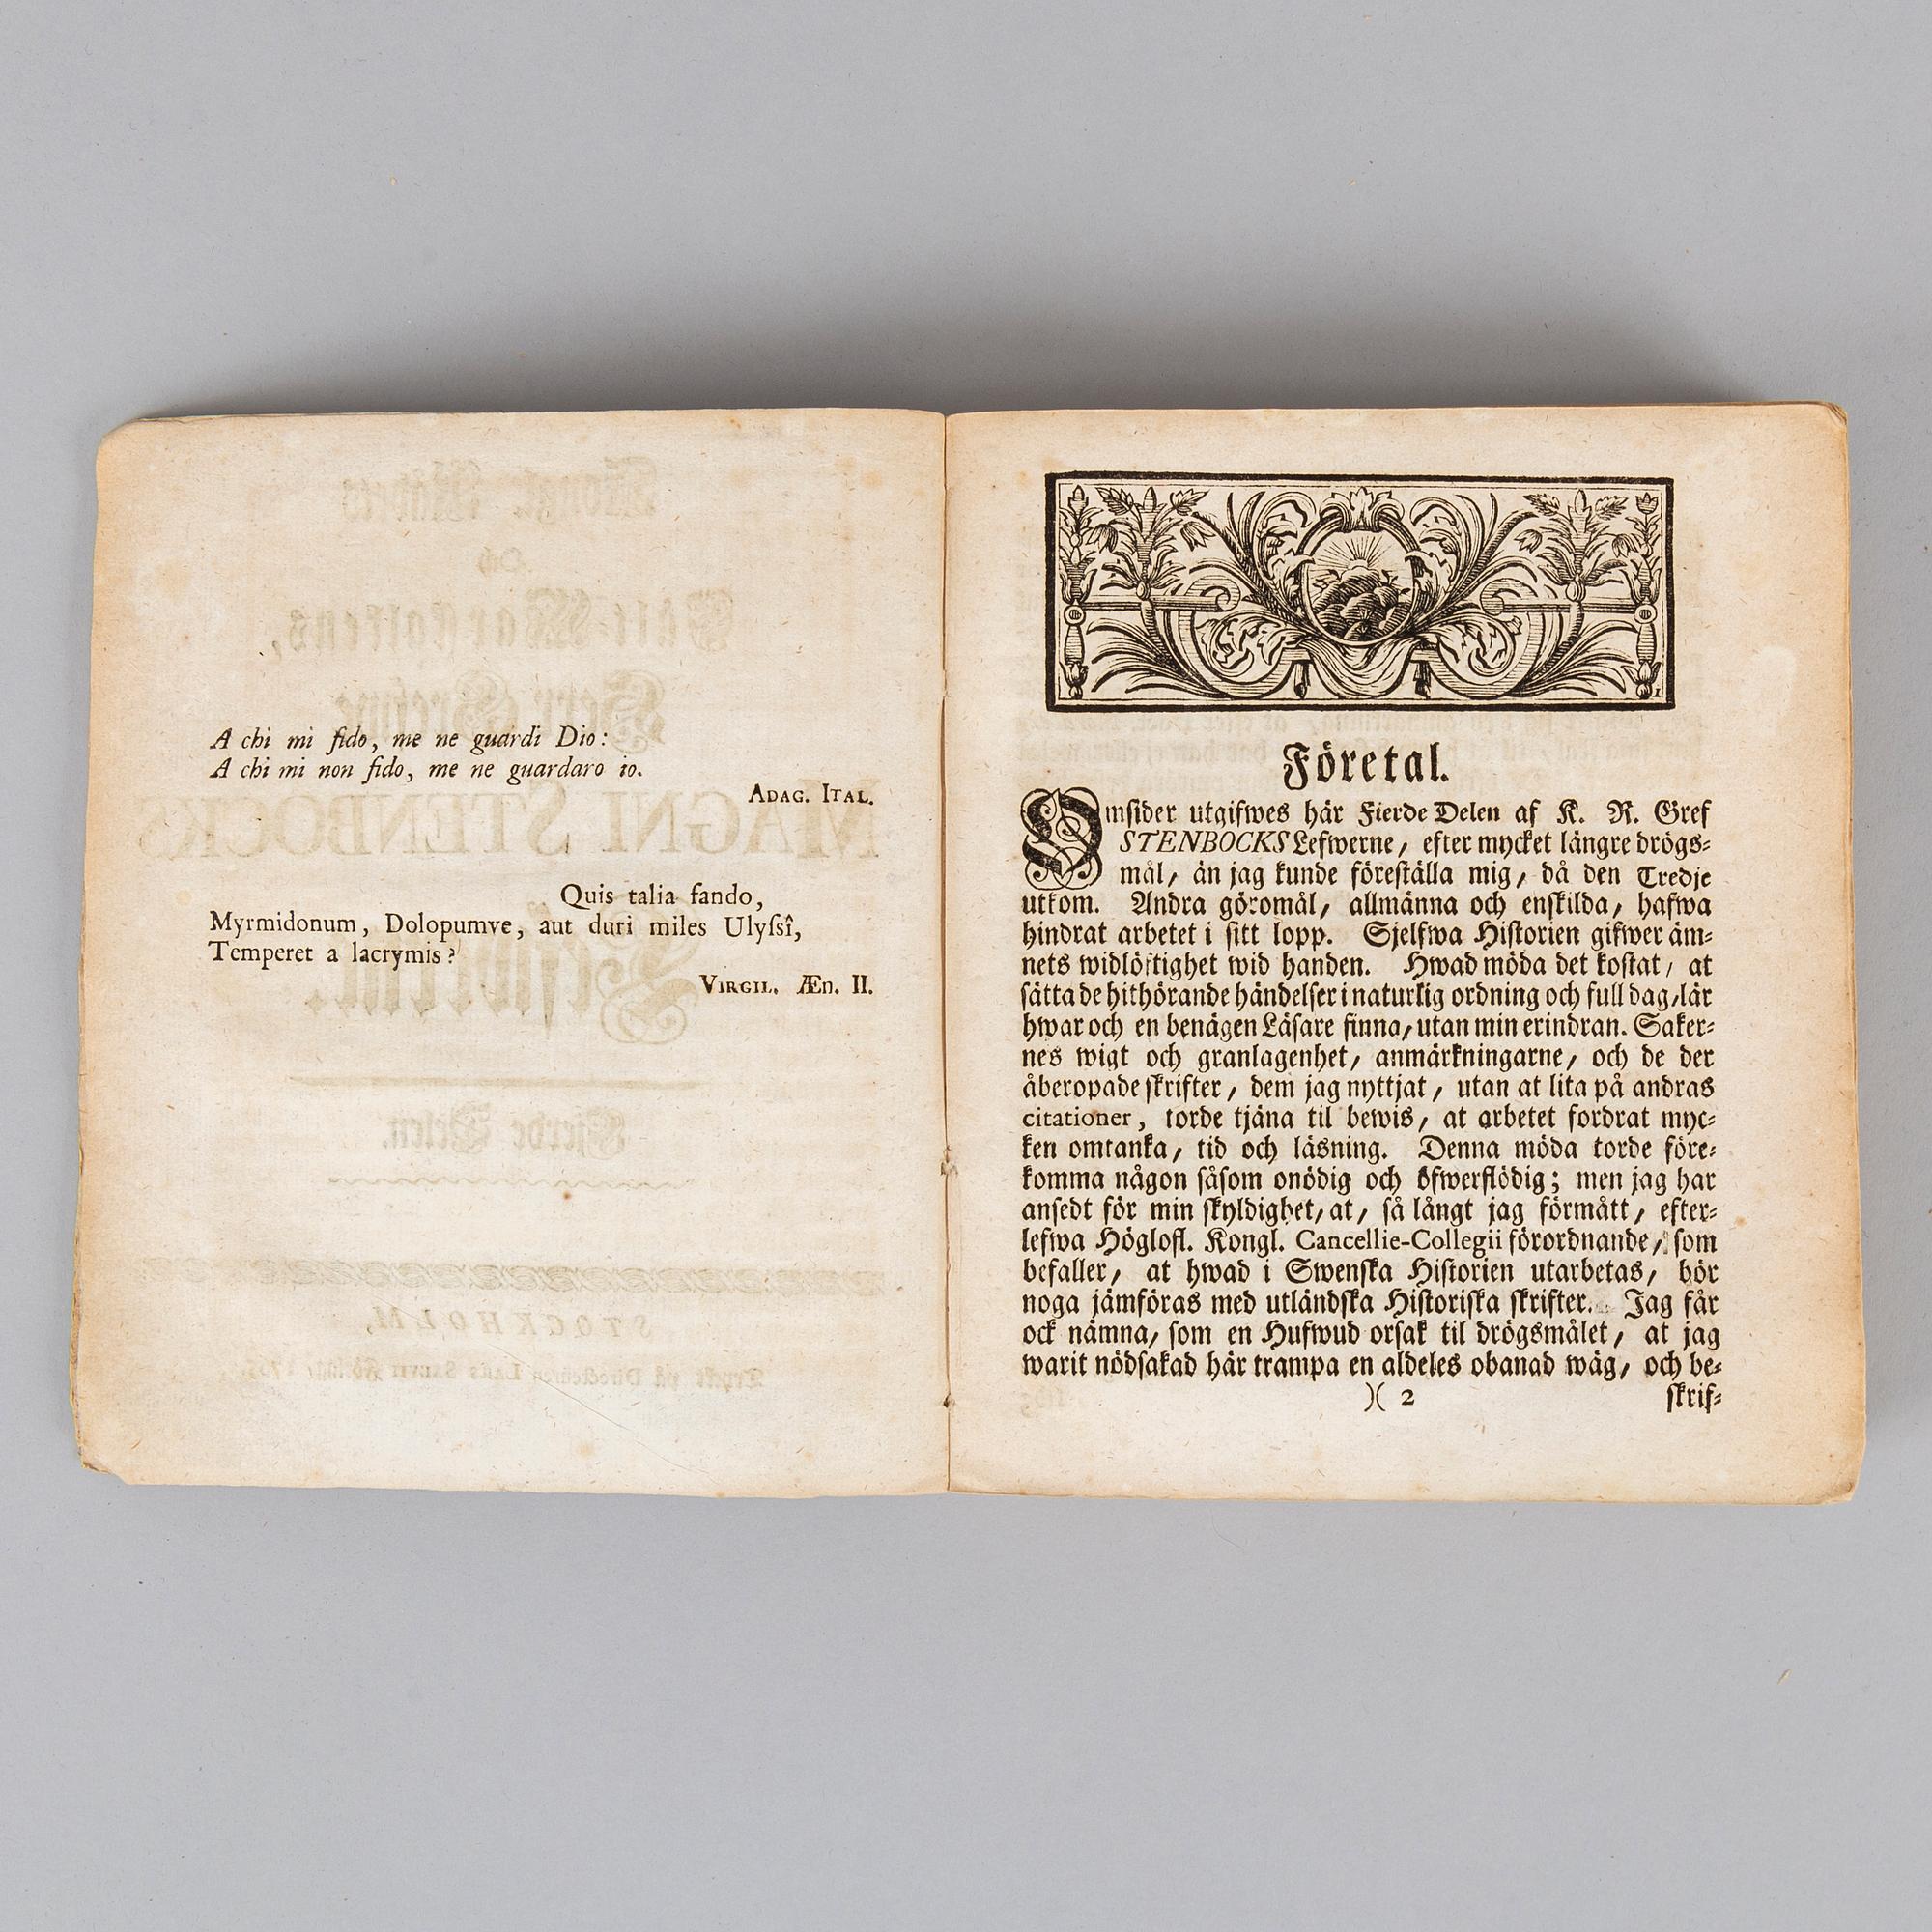 A chi mi fido, me ne guardi Dio:
A chi mi non fido, me ne guardaro io.
ADAG. ITAL.
Quis talia fando,
Myrmidonum, Dolopumve, aut duri miles Ulyſsî,
Temperet a lacrymis?
VIRGIL. Æn. II.
Företal.
Omſider utgifwes här Fierde Delen af K. R. Gref
STENBOCKS Lefwerne, efter mycket längre drögs-
mål, än jag kunde föreſtälla mig, då den Tredje
utkom. Andra göromål, allmänna och enſkilda, hafwa
hindrat arbetet i ſitt lopp. Sjelfwa Hiſtorien gifwer äm-
nets widlöftighet wid handen. Hwad möda det koſtat, at
ſätta de hithörande händelſer i naturlig ordning och full dag, lär
hwar och en benägen Läſare finna, utan min erindran. Saker-
nes wigt och granlagenhet, anmärkningarne, och de der
åberopade ſkrifter, dem jag nyttjat, utan at lita på andras
citationer, torde tjäna til bewis, at arbetet fordrat myc-
ken omtanka, tid och läsning. Denna möda torde före-
komma någon ſåſom onödig och öfwerflödig; men jag har
anſedt för min ſkyldighet, at, ſå långt jag förmått, efter-
lefwa Höglofl. Kongl. Cancellie-Collegii förordnande, ſom
befaller, at hwad i Swenſka Hiſtorien utarbetas, bör
noga jämföras med utländſka Hiſtoriſka ſkrifter. Jag får
ock nämna, ſom en Hufwud orſak til drögsmålet, at jag
warit nödſakad här trampa en aldeles obanad wäg, och be-
)( 2
ſkrif-
MAGNI STENBOCK
Fjerde Delen.
STOCKHOLM,